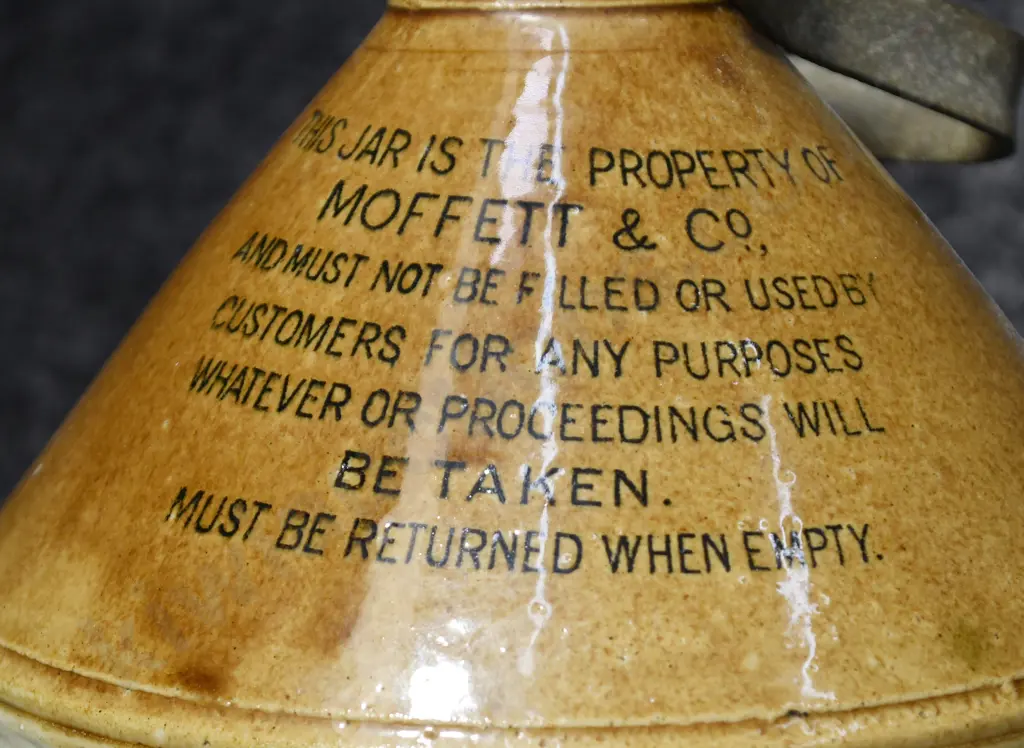 THIS JAR IS THE PROPERTY OF
MOFFETT & Co,
AND MUST NOT BE FILLED OR USED BY
CUSTOMERS FOR ANY PURPOSES
WHATEVER OR PROCEEDINGS WILL
BE TAKEN.
MUST BE RETURNED WHEN EMPTY.